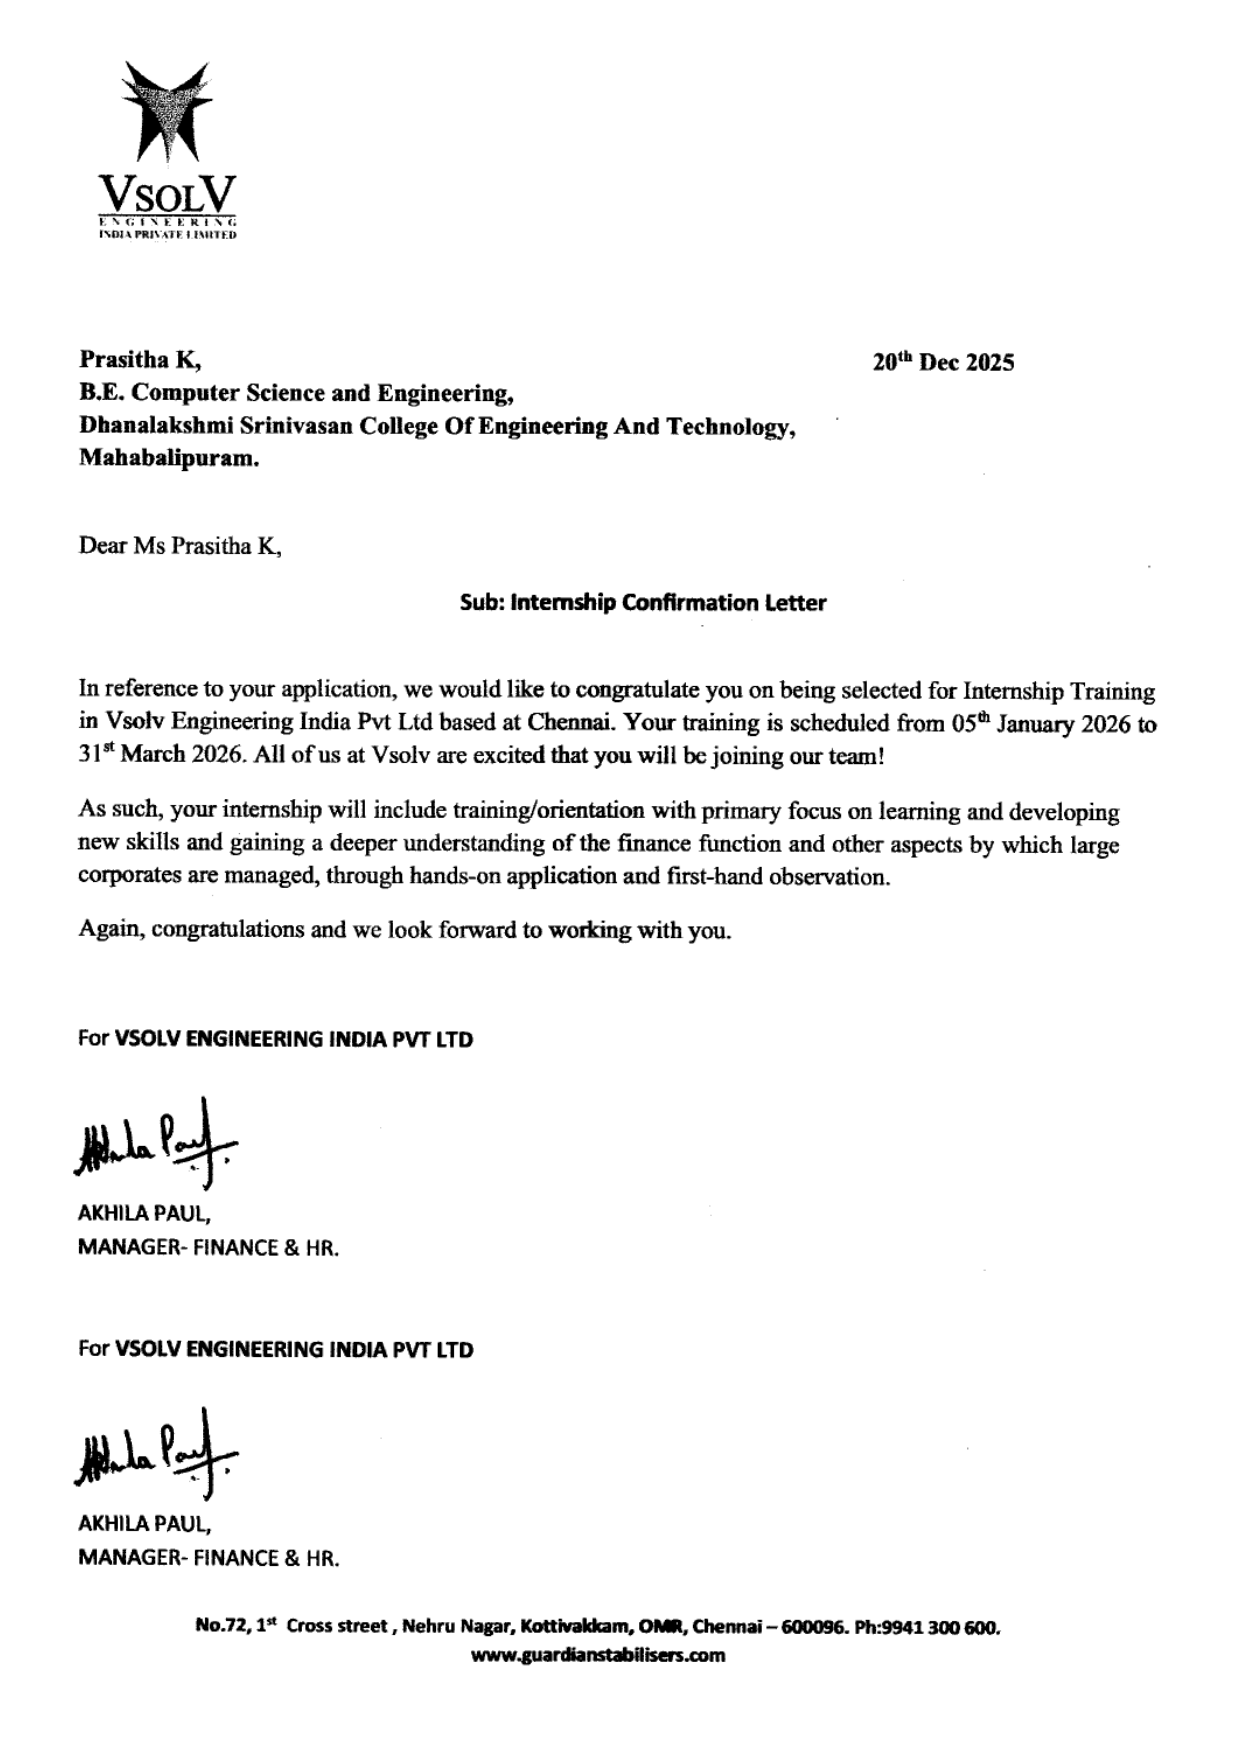 VSOLV
ENGINEERING
INDIA PRIVATE LIMITED
Prasitha K,
20th Dec 2025
B.E. Computer Science and Engineering,
Dhanalakshmi Srinivasan College Of Engineering And Technology,
Mahabalipuram.
Dear Ms Prasitha K,
Sub: Internship Confirmation Letter
In reference to your application, we would like to congratulate you on being selected for Internship Training
in Vsolv Engineering India Pvt Ltd based at Chennai. Your training is scheduled from 05th January 2026 to
31st March 2026. All of us at Vsolv are excited that you will be joining our team!
As such, your internship will include training/orientation with primary focus on learning and developing
new skills and gaining a deeper understanding of the finance function and other aspects by which large
corporates are managed, through hands-on application and first-hand observation.
Again, congratulations and we look forward to working with you.
For VSOLV ENGINEERING INDIA PVT LTD
Akhila Paul
AKHILA PAUL,
MANAGER- FINANCE & HR.
For VSOLV ENGINEERING INDIA PVT LTD
Akhila Paul
AKHILA PAUL,
MANAGER- FINANCE & HR.
No.72, 1st Cross street , Nehru Nagar, Kottivakkam, OMR, Chennai – 600096. Ph:9941 300 600.
www.guardianstabilisers.com